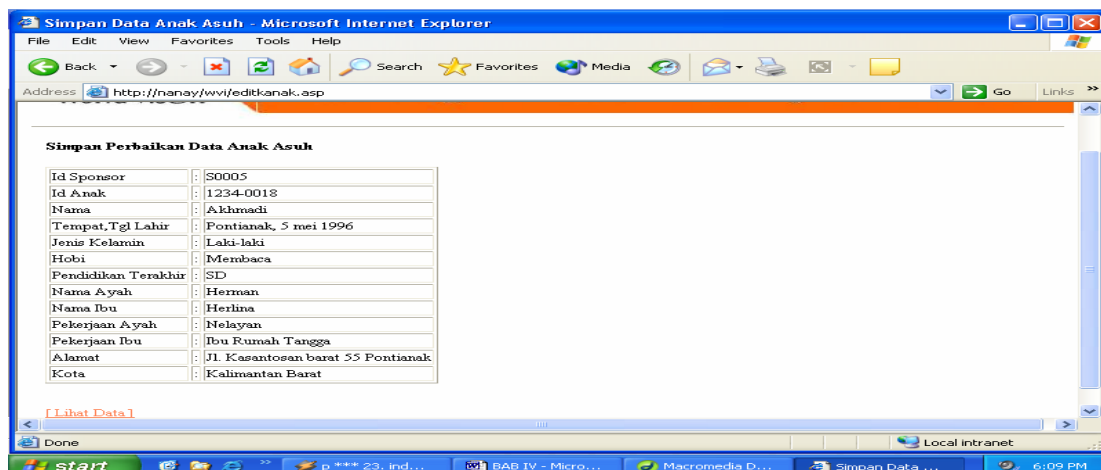 Simpan Data Anak Asuh - Microsoft Internet Explorer
File Edit View Favorites Tools Help
Back Search Favorites Media
Address http://nanay/wvi/editkanak.asp Go Links »
Simpan Perbaikan Data Anak Asuh
Id Sponsor : S0005
Id Anak : 1234-0018
Nama : Akhmadi
Tempat,Tgl Lahir : Pontianak, 5 mei 1996
Jenis Kelamin : Laki-laki
Hobi : Membaca
Pendidikan Terakhir : SD
Nama Ayah : Herman
Nama Ibu : Herlina
Pekerjaan Ayah : Nelayan
Pekerjaan Ibu : Ibu Rumah Tangga
Alamat : Jl. Kasantosan barat 55 Pontianak
Kota : Kalimantan Barat
[ Lihat Data ]
Done Local intranet
start » p *** 23, ind... BAB IV - Micro... Macromedia D... Simpan Data ... 6:09 PM